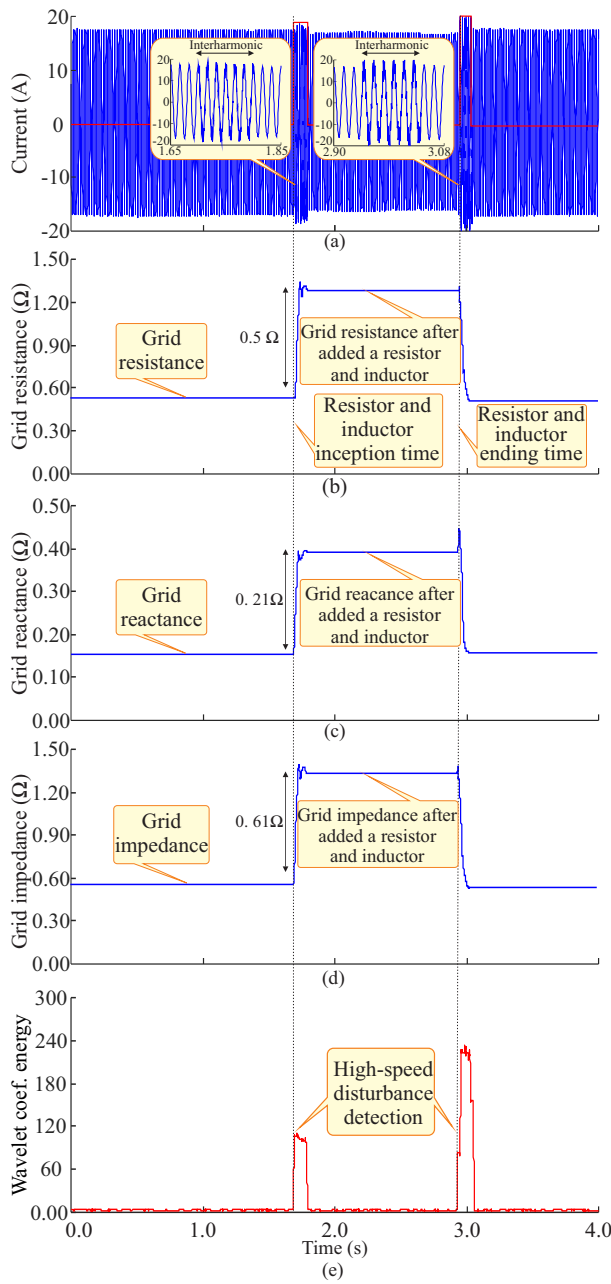 Current (A)
20
10
0
-10
-20
Interharmonic
20
10
0
-10
-20
1.65
1.85
Interharmonic
20
10
0
-10
-20
2.90
3.08
(a)
Grid resistance (Ω)
1.50
1.20
0.90
0.60
0.30
0.00
Grid
resistance
0.5 Ω
Grid resistance after
added a resistor
and inductor
Resistor and
inductor
inception time
Resistor and
inductor
ending time
(b)
Grid reactance (Ω)
0.50
0.40
0.30
0.15
0.10
0.00
Grid
reactance
0. 21Ω
Grid reacance after
added a resistor
and inductor
(c)
Grid impedance (Ω)
1.50
1.20
0.90
0.60
0.30
0.00
Grid
impedance
0. 61Ω
Grid impedance after
added a resistor
and inductor
(d)
Wavelet coef. energy
300
240
180
120
60
0.00
High-speed
disturbance
detection
0.0
1.0
2.0
3.0
4.0
Time (s)
(e)